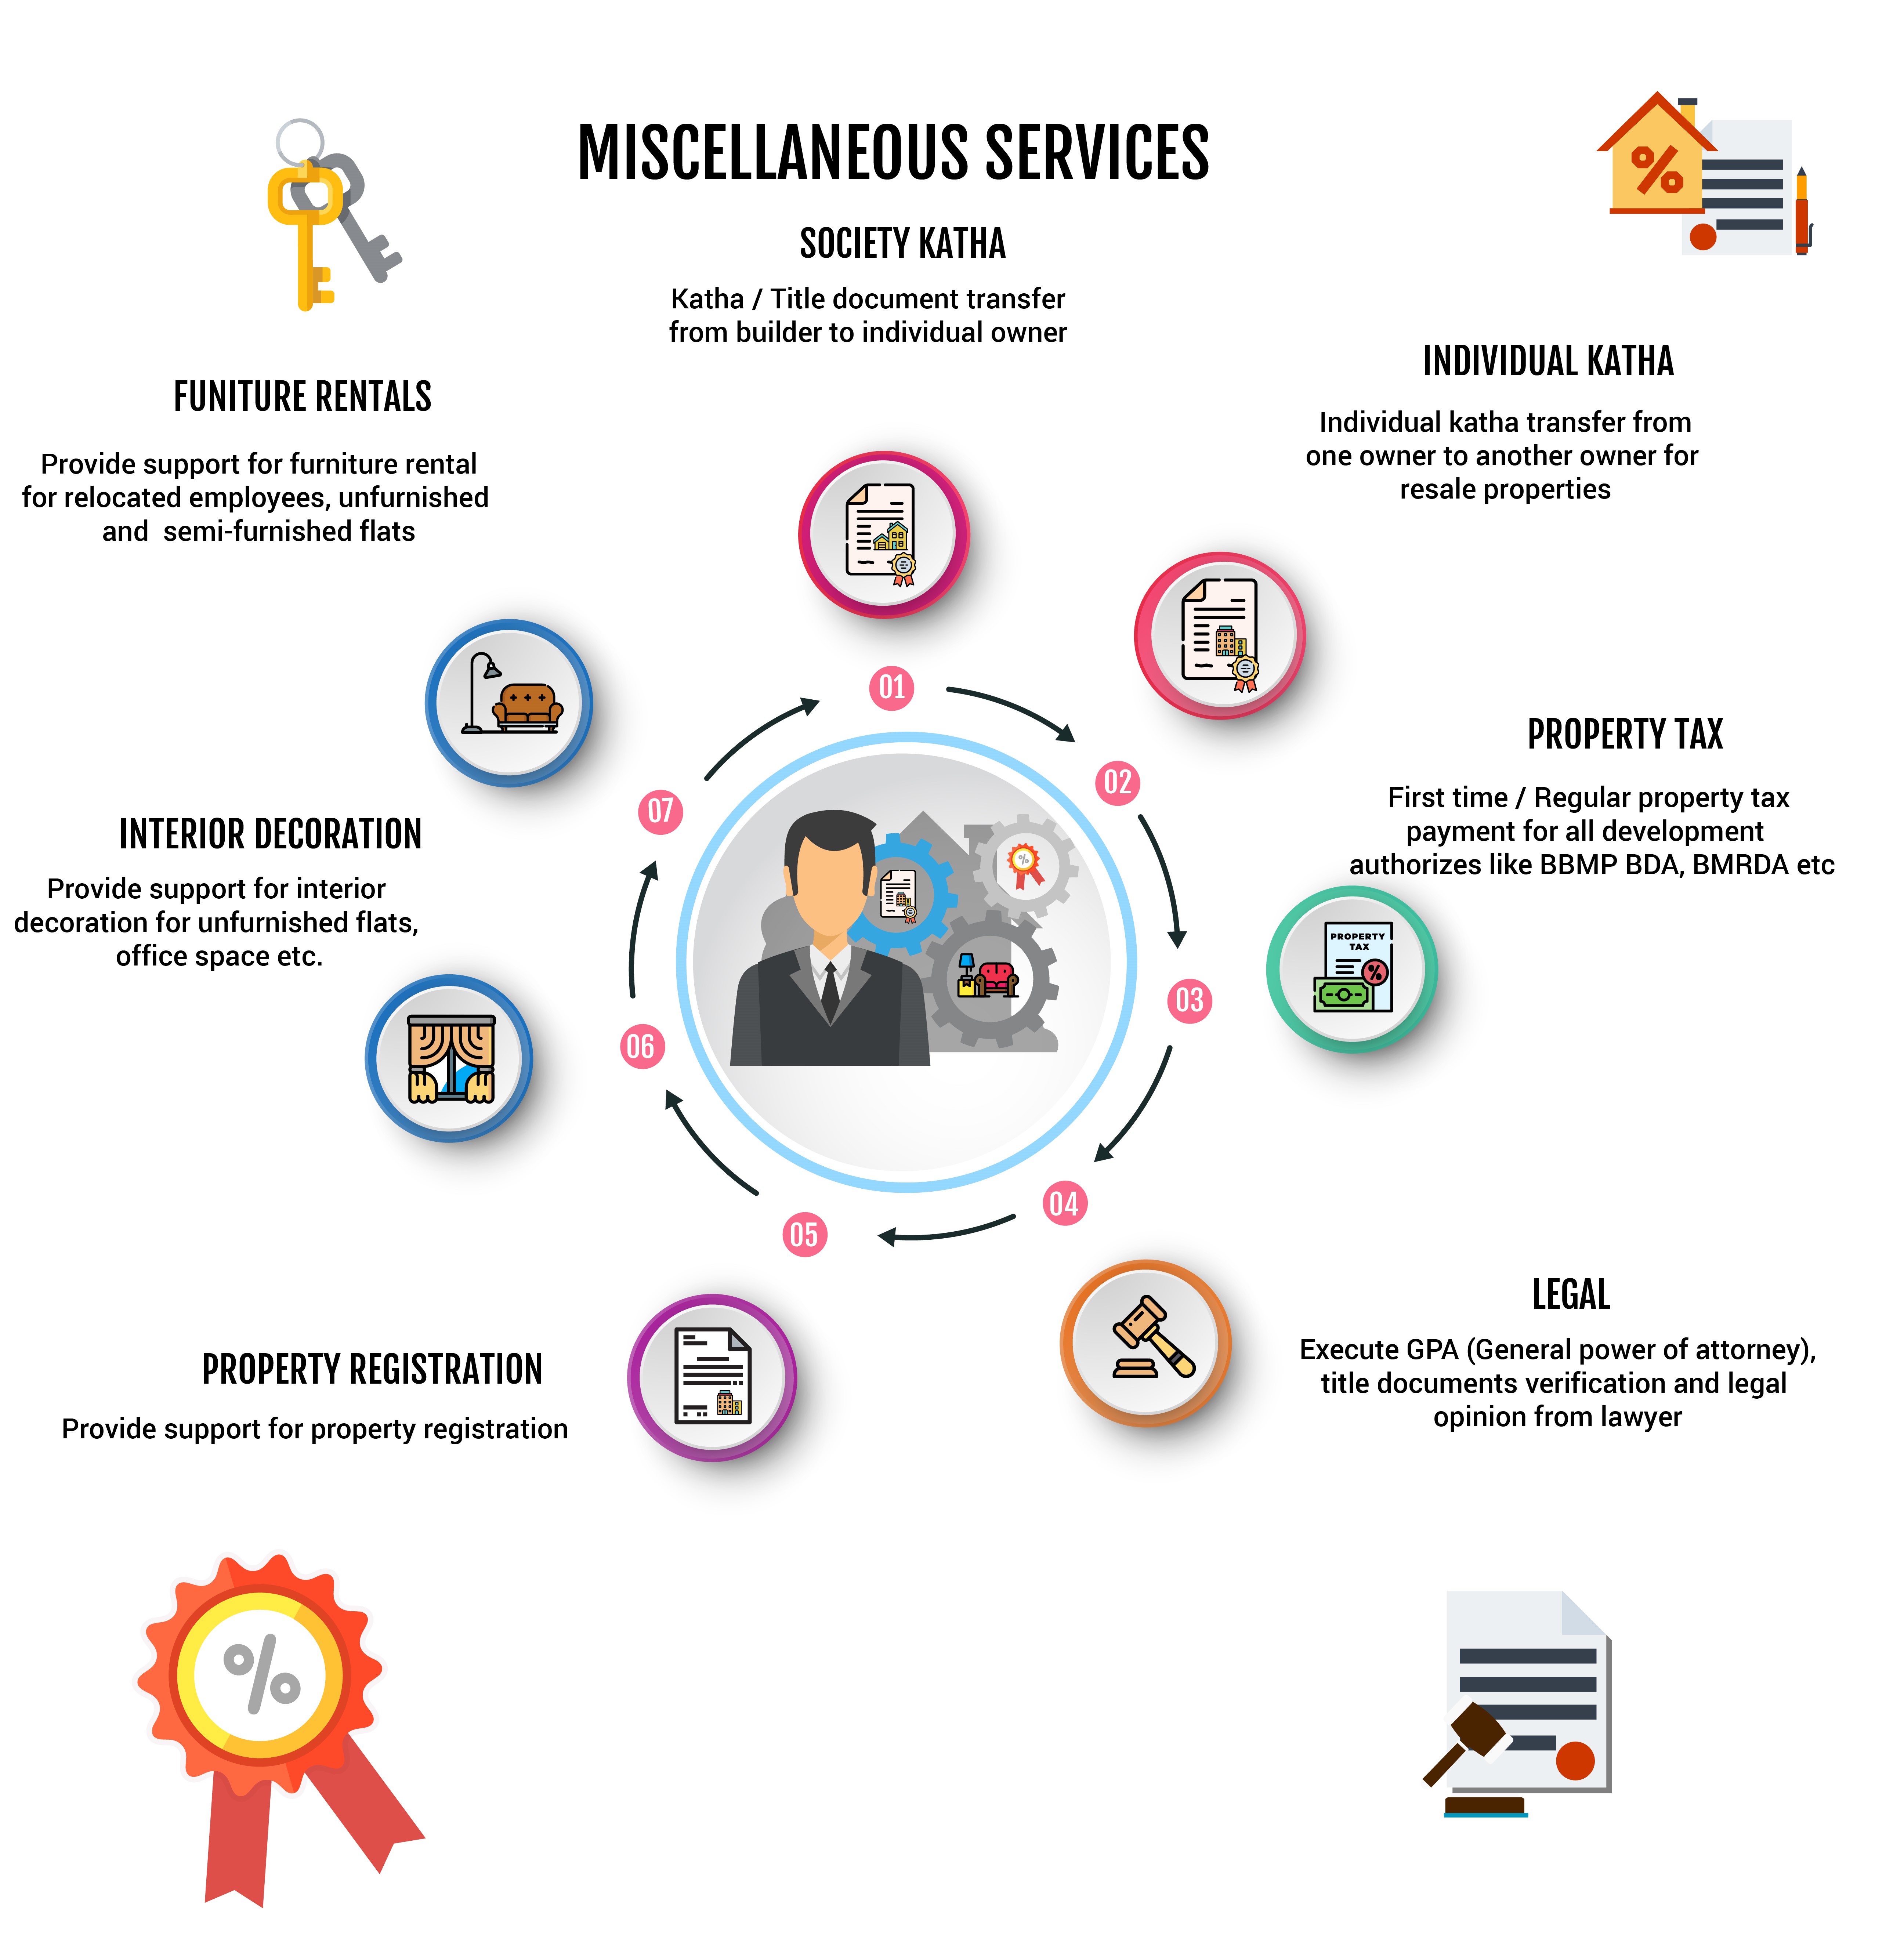 MISCELLANEOUS SERVICES
SOCIETY KATHA
Katha / Title document transfer
from builder to individual owner
INDIVIDUAL KATHA
Individual katha transfer from
one owner to another owner for
resale properties
FUNITURE RENTALS
Provide support for furniture rental
for relocated employees, unfurnished
and semi-furnished flats
01
02
PROPERTY TAX
First time / Regular property tax
payment for all development
authorizes like BBMP BDA, BMRDA etc
07
INTERIOR DECORATION
Provide support for interior
decoration for unfurnished flats,
office space etc.
%
PROPERTY
TAX
%
03
06
04
05
LEGAL
Execute GPA (General power of attorney),
title documents verification and legal
opinion from lawyer
PROPERTY REGISTRATION
Provide support for property registration
%
%